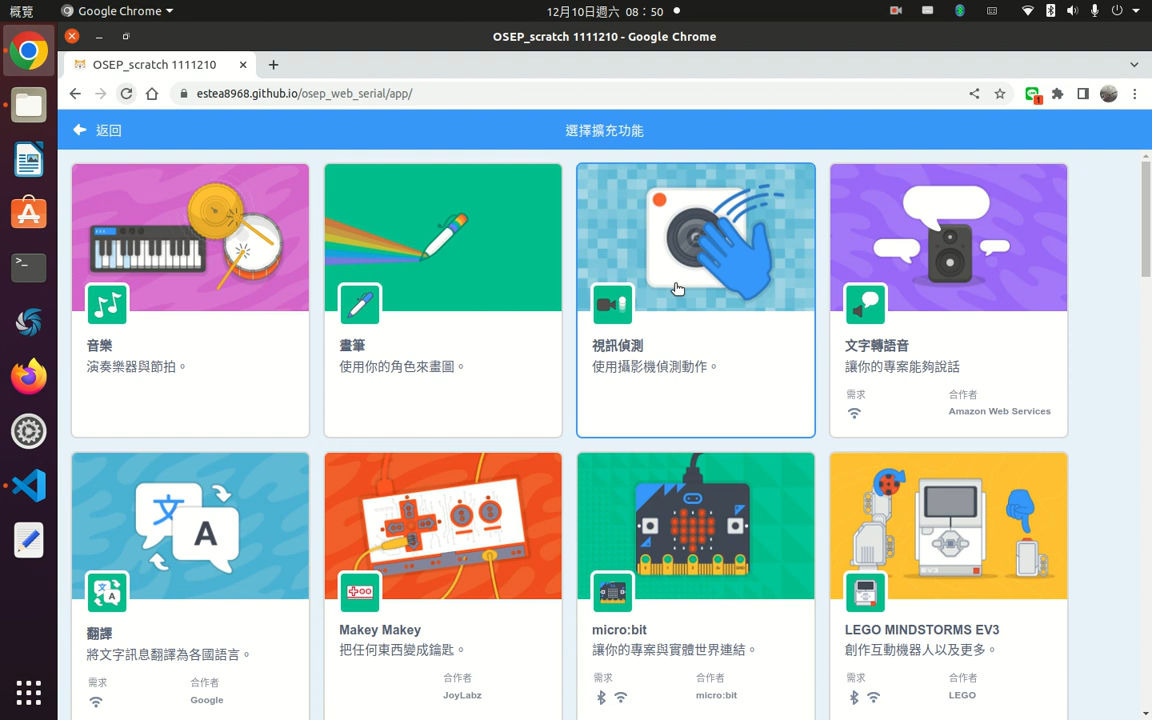 概覽
Google Chrome
12月10日週六 08：50
OSEP_scratch 1111210 - Google Chrome
OSEP_scratch 1111210
estea8968.github.io/osep_web_serial/app/
1
返回
選擇擴充功能
音樂
演奏樂器與節拍。
畫筆
使用你的角色來畫圖。
視訊偵測
使用攝影機偵測動作。
文字轉語音
讓你的專案能夠說話
需求
合作者
Amazon Web Services
文
A
文
A
翻譯
將文字訊息翻譯為各國語言。
需求
合作者
Google
Makey Makey
把任何東西變成鑰匙。
合作者
JoyLabz
micro:bit
讓你的專案與實體世界連結。
需求
合作者
micro:bit
EV3
LEGO MINDSTORMS EV3
創作互動機器人以及更多。
需求
合作者
LEGO